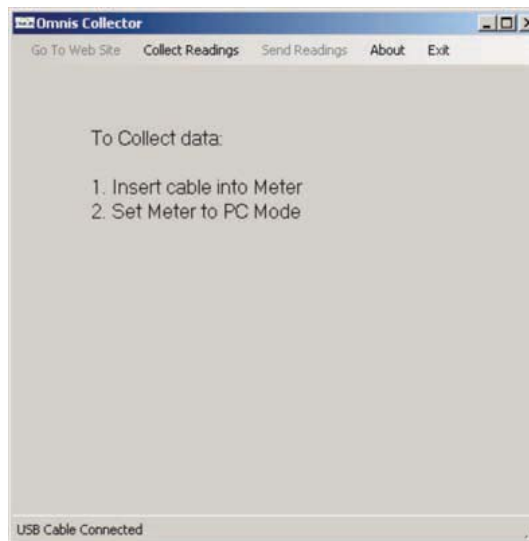 Omnis Collector
Go To Web Site Collect Readings Send Readings About Exit
To Collect data:
1. Insert cable into Meter
2. Set Meter to PC Mode
USB Cable Connected